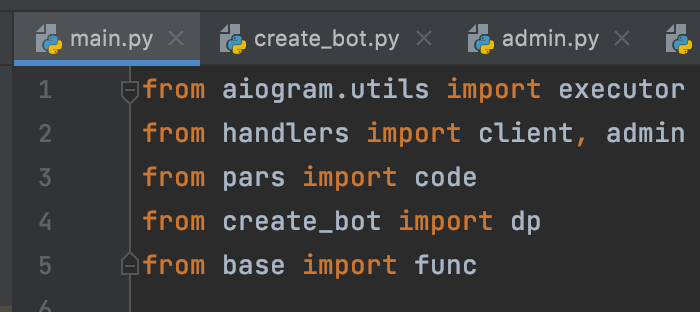 main.py create_bot.py admin.py
1 from aiogram.utils import executor
2 from handlers import client, admin
3 from pars import code
4 from create_bot import dp
5 from base import func